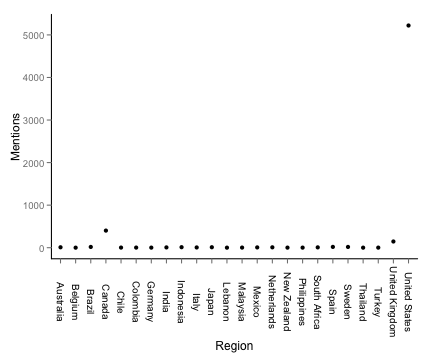 5000
4000
3000
2000
1000
0
Mentions
Australia
Belgium
Brazil
Canada
Chile
Colombia
Germany
India
Indonesia
Italy
Japan
Lebanon
Malaysia
Mexico
Netherlands
New Zealand
Philippines
South Africa
Spain
Sweden
Thailand
Turkey
United Kingdom
United States
Region